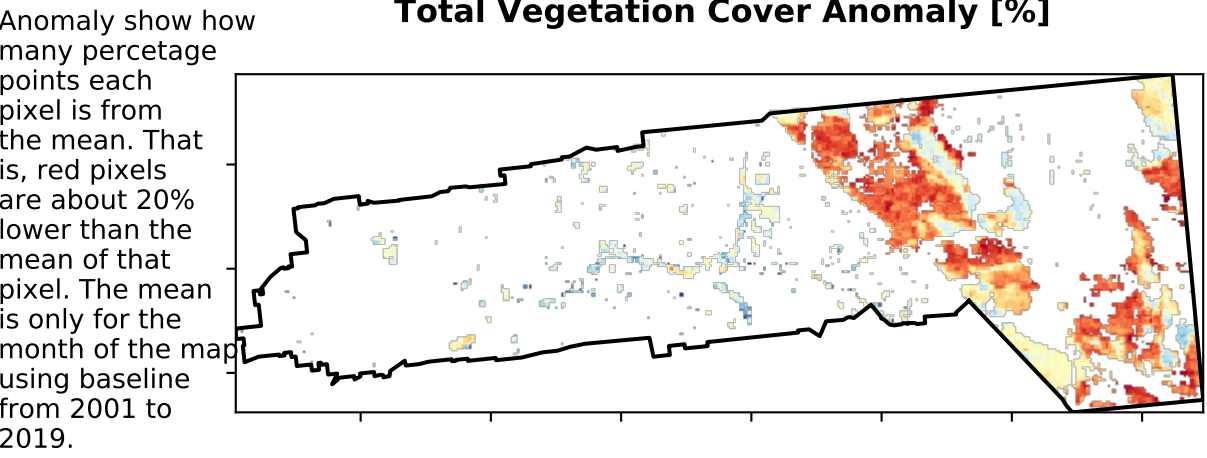 Total Vegetation Cover Anomaly [%]
Anomaly show how
many percetage
points each
pixel is from
the mean. That
is, red pixels
are about 20%
lower than the
mean of that
pixel. The mean
is only for the
month of the map
using baseline
from 2001 to
2019.